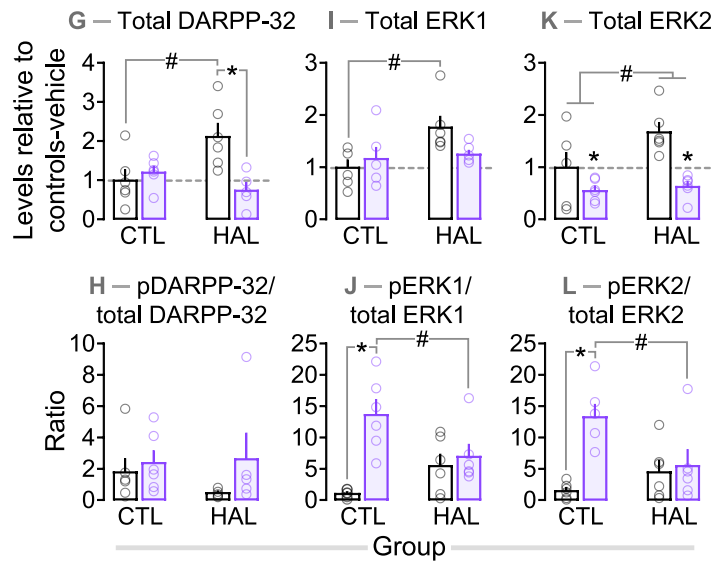 G — Total DARPP-32
I — Total ERK1
K — Total ERK2
Levels relative to
controls-vehicle
4
3
2
1
0
# *
CTL HAL
3
2
1
0
#
CTL HAL
3
2
1
0
#
* *
CTL HAL
H — pDARPP-32/
total DARPP-32
J — pERK1/
total ERK1
L — pERK2/
total ERK2
Ratio
10
8
6
4
2
0
CTL HAL
25
20
15
10
5
0
* #
CTL HAL
25
20
15
10
5
0
* #
CTL HAL
Group